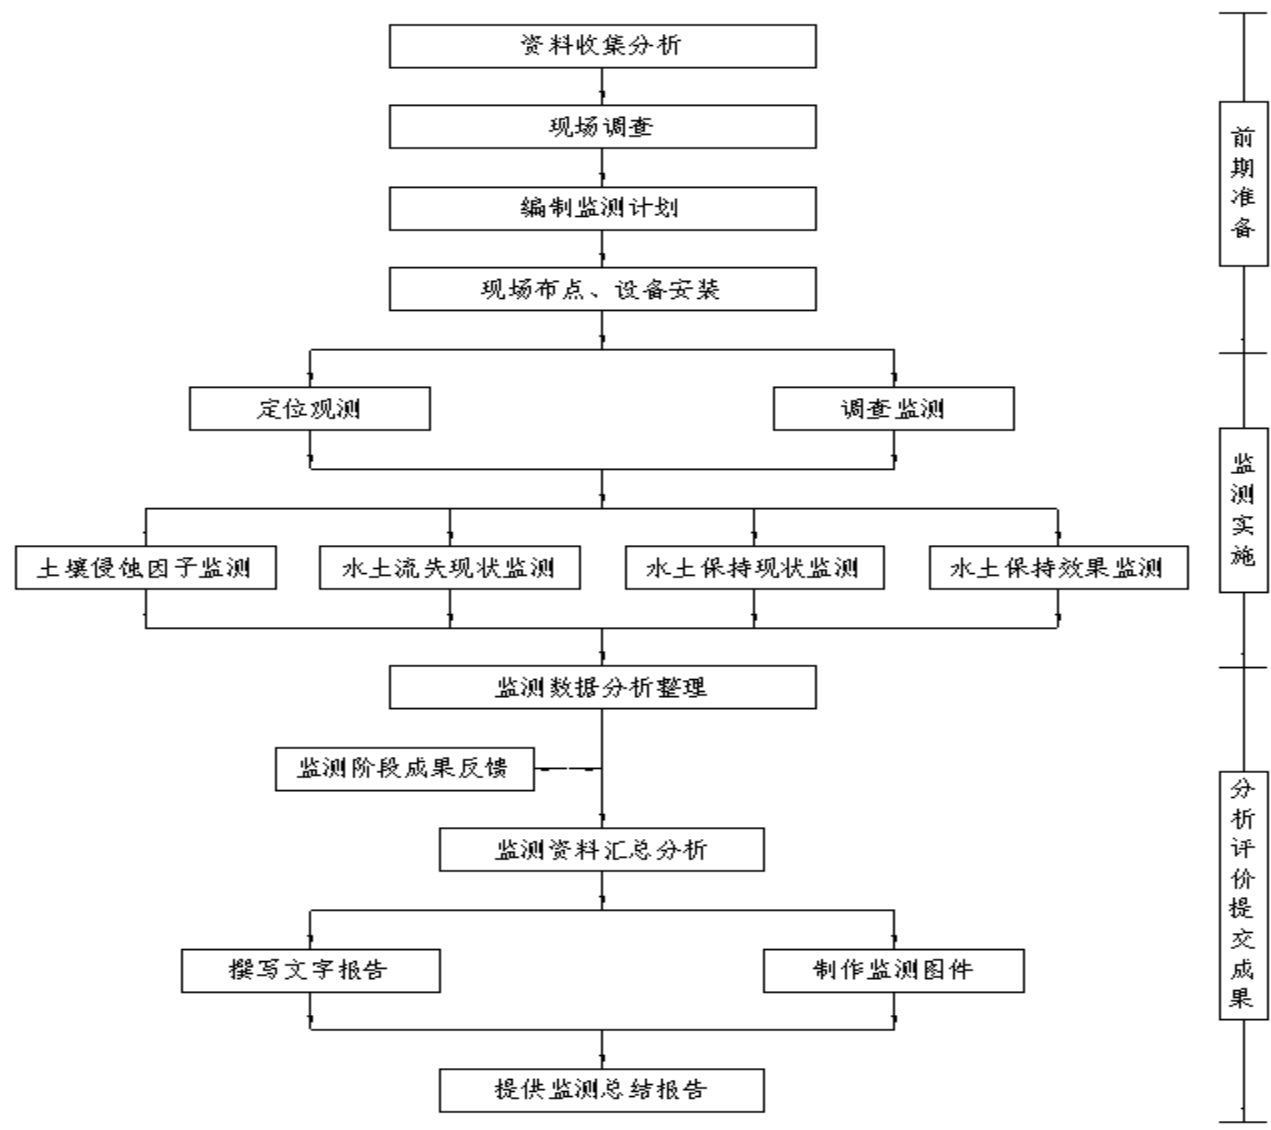 资料收集分析
现场调查
编制监测计划
现场布点、设备安装
定位观测
调查监测
土壤侵蚀因子监测
水土流失现状监测
水土保持现状监测
水土保持效果监测
监测数据分析整理
监测阶段成果反馈
监测资料汇总分析
撰写文字报告
制作监测图件
提供监测总结报告
前期准备
监测实施
分析评价提交成果